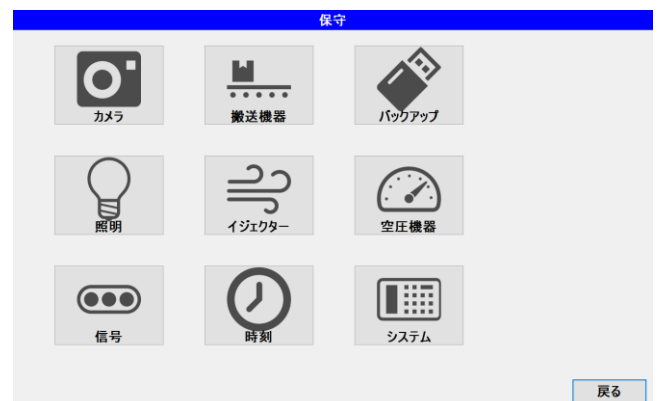 保守
カメラ
搬送機器
バックアップ
照明
イジェクター
空圧機器
信号
時刻
システム
戻る